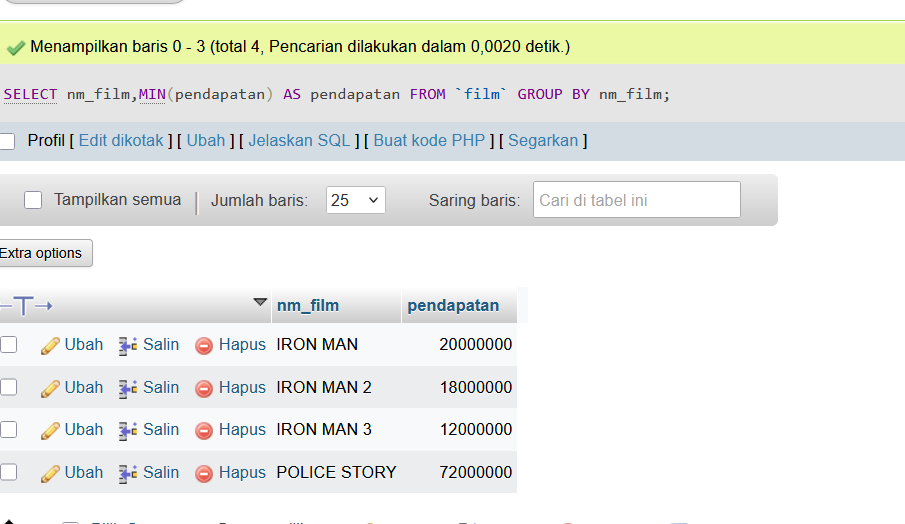 Menampilkan baris 0 - 3 (total 4, Pencarian dilakukan dalam 0,0020 detik.)
SELECT nm_film,MIN(pendapatan) AS pendapatan FROM `film` GROUP BY nm_film;
Profil [ Edit dikotak ] [ Ubah ] [ Jelaskan SQL ] [ Buat kode PHP ] [ Segarkan ]
Tampilkan semua | Jumlah baris: 25 Saring baris: Cari di tabel ini
Extra options
nm_film pendapatan
Ubah Salin Hapus IRON MAN 20000000
Ubah Salin Hapus IRON MAN 2 18000000
Ubah Salin Hapus IRON MAN 3 12000000
Ubah Salin Hapus POLICE STORY 72000000